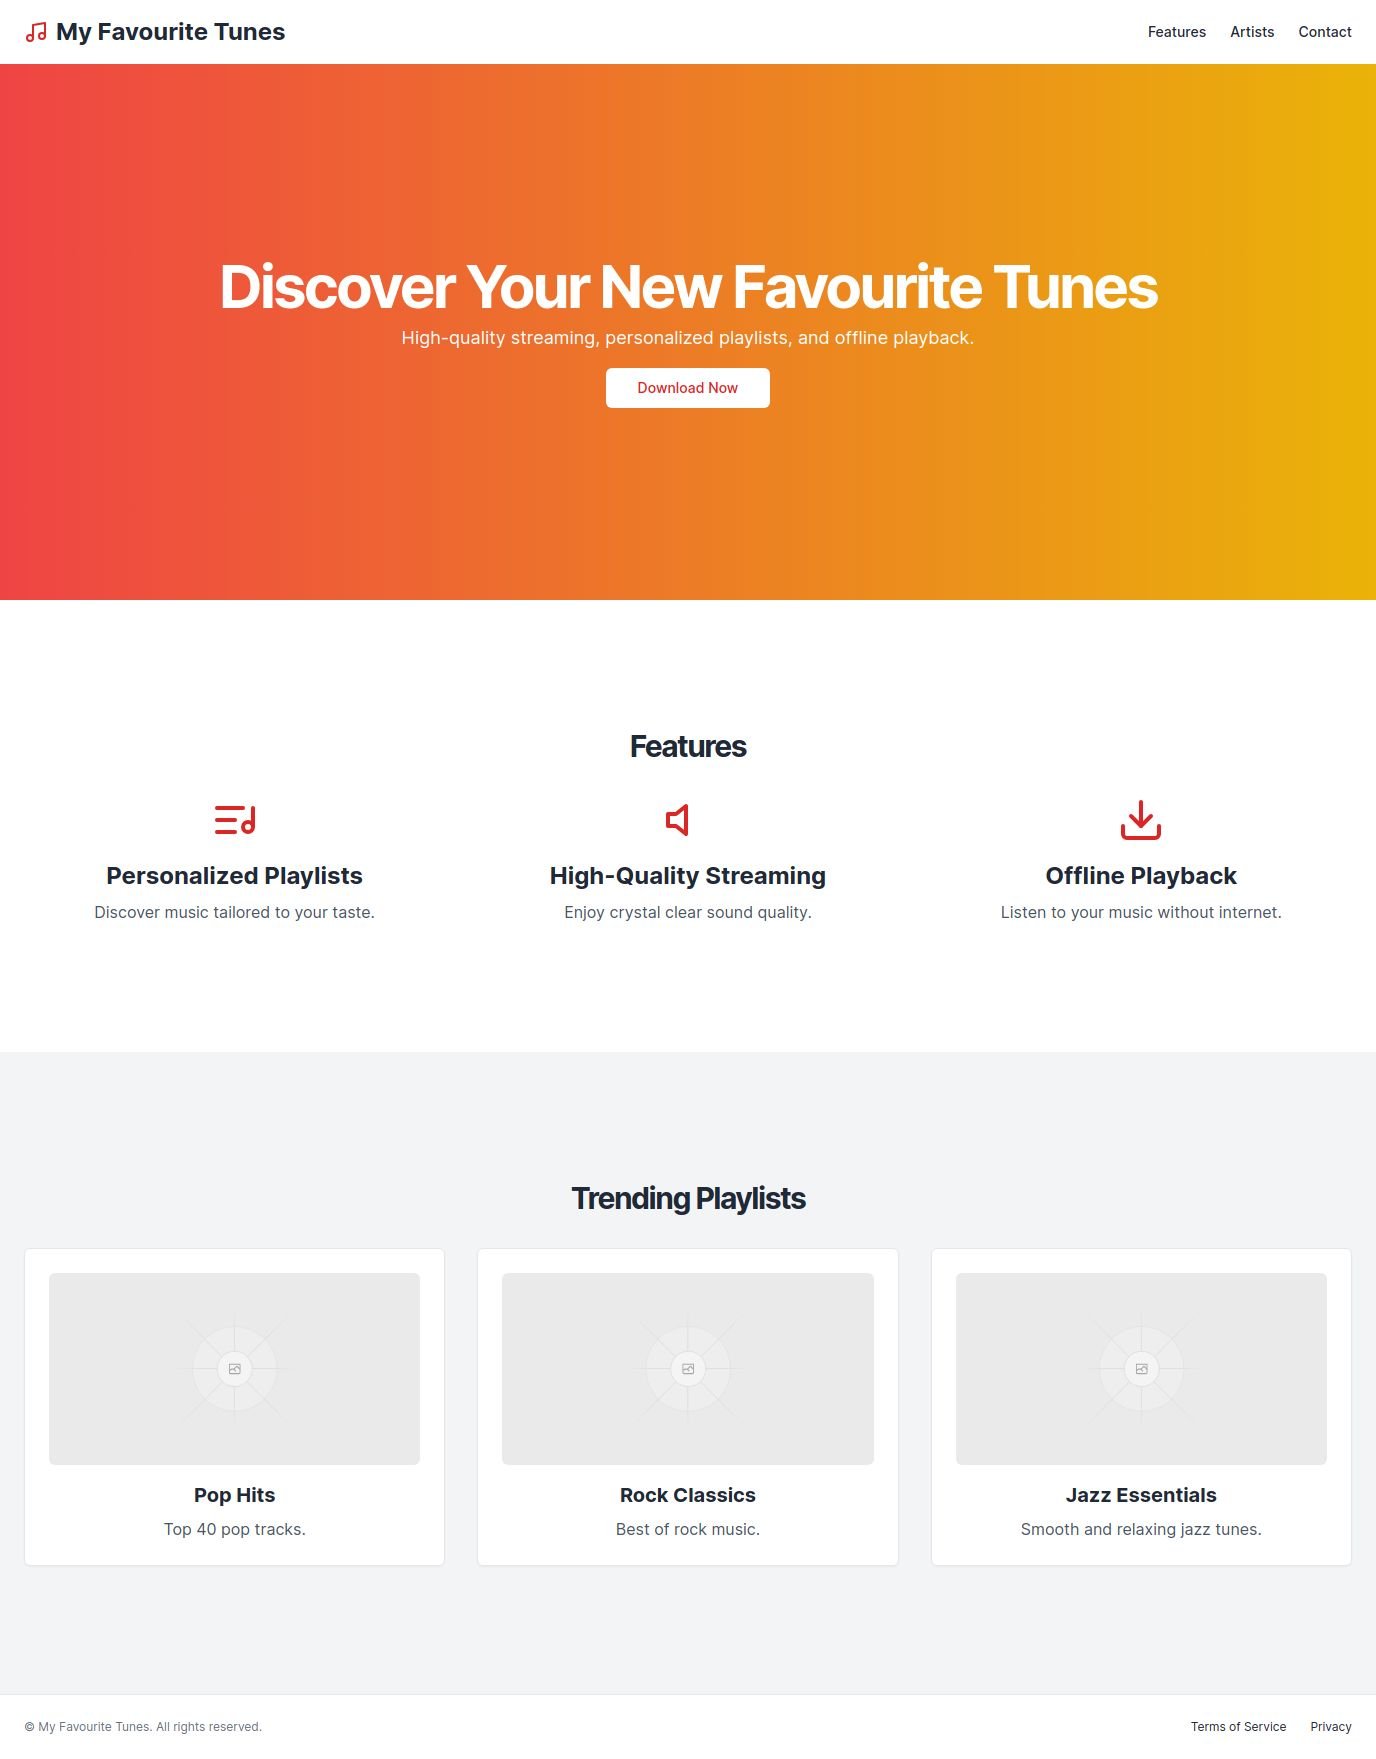 My Favourite Tunes
Features
Artists
Contact
Discover Your New Favourite Tunes
High-quality streaming, personalized playlists, and offline playback.
Download Now
Features
Personalized Playlists
Discover music tailored to your taste.
High-Quality Streaming
Enjoy crystal clear sound quality.
Offline Playback
Listen to your music without internet.
Trending Playlists
Pop Hits
Top 40 pop tracks.
Rock Classics
Best of rock music.
Jazz Essentials
Smooth and relaxing jazz tunes.
© My Favourite Tunes. All rights reserved.
Terms of Service
Privacy